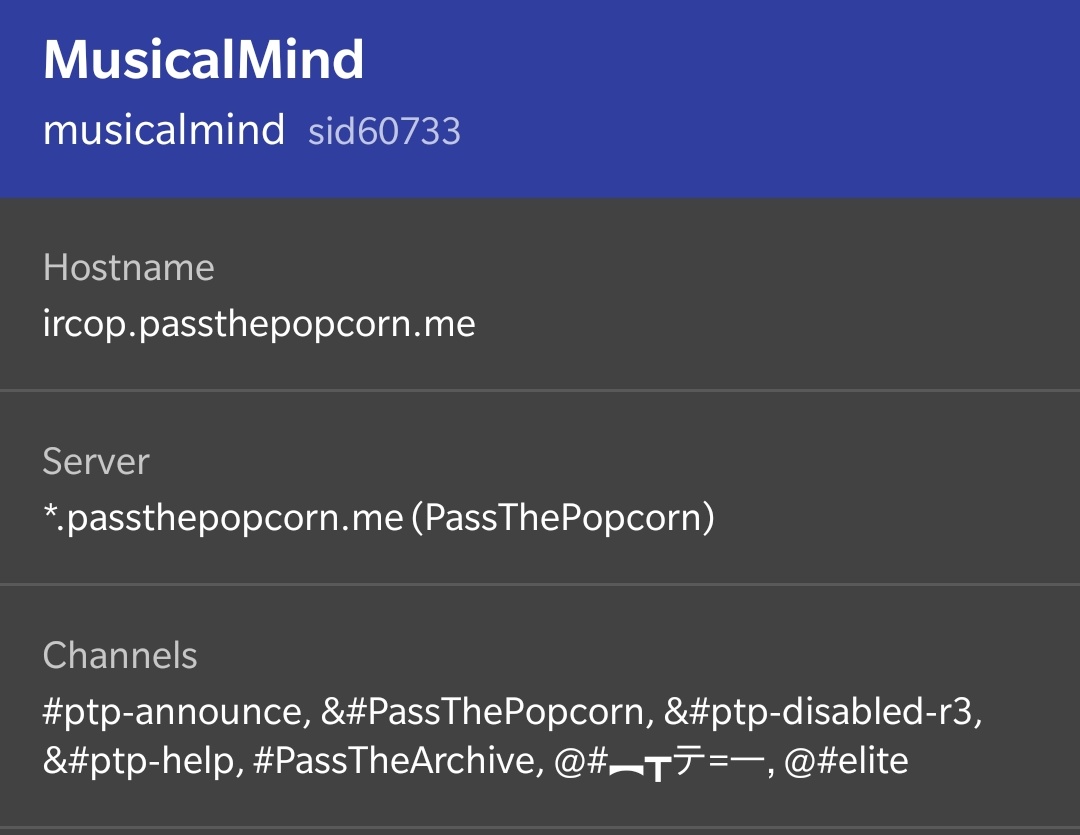 MusicalMind
musicalmind sid60733
Hostname
ircop.passthepopcorn.me
Server
*.passthepopcorn.me (PassThePopcorn)
Channels
#ptp-announce, &#PassThePopcorn, &#ptp-disabled-r3,
&#ptp-help, #PassTheArchive, @#︻┳テ=一, @#elite